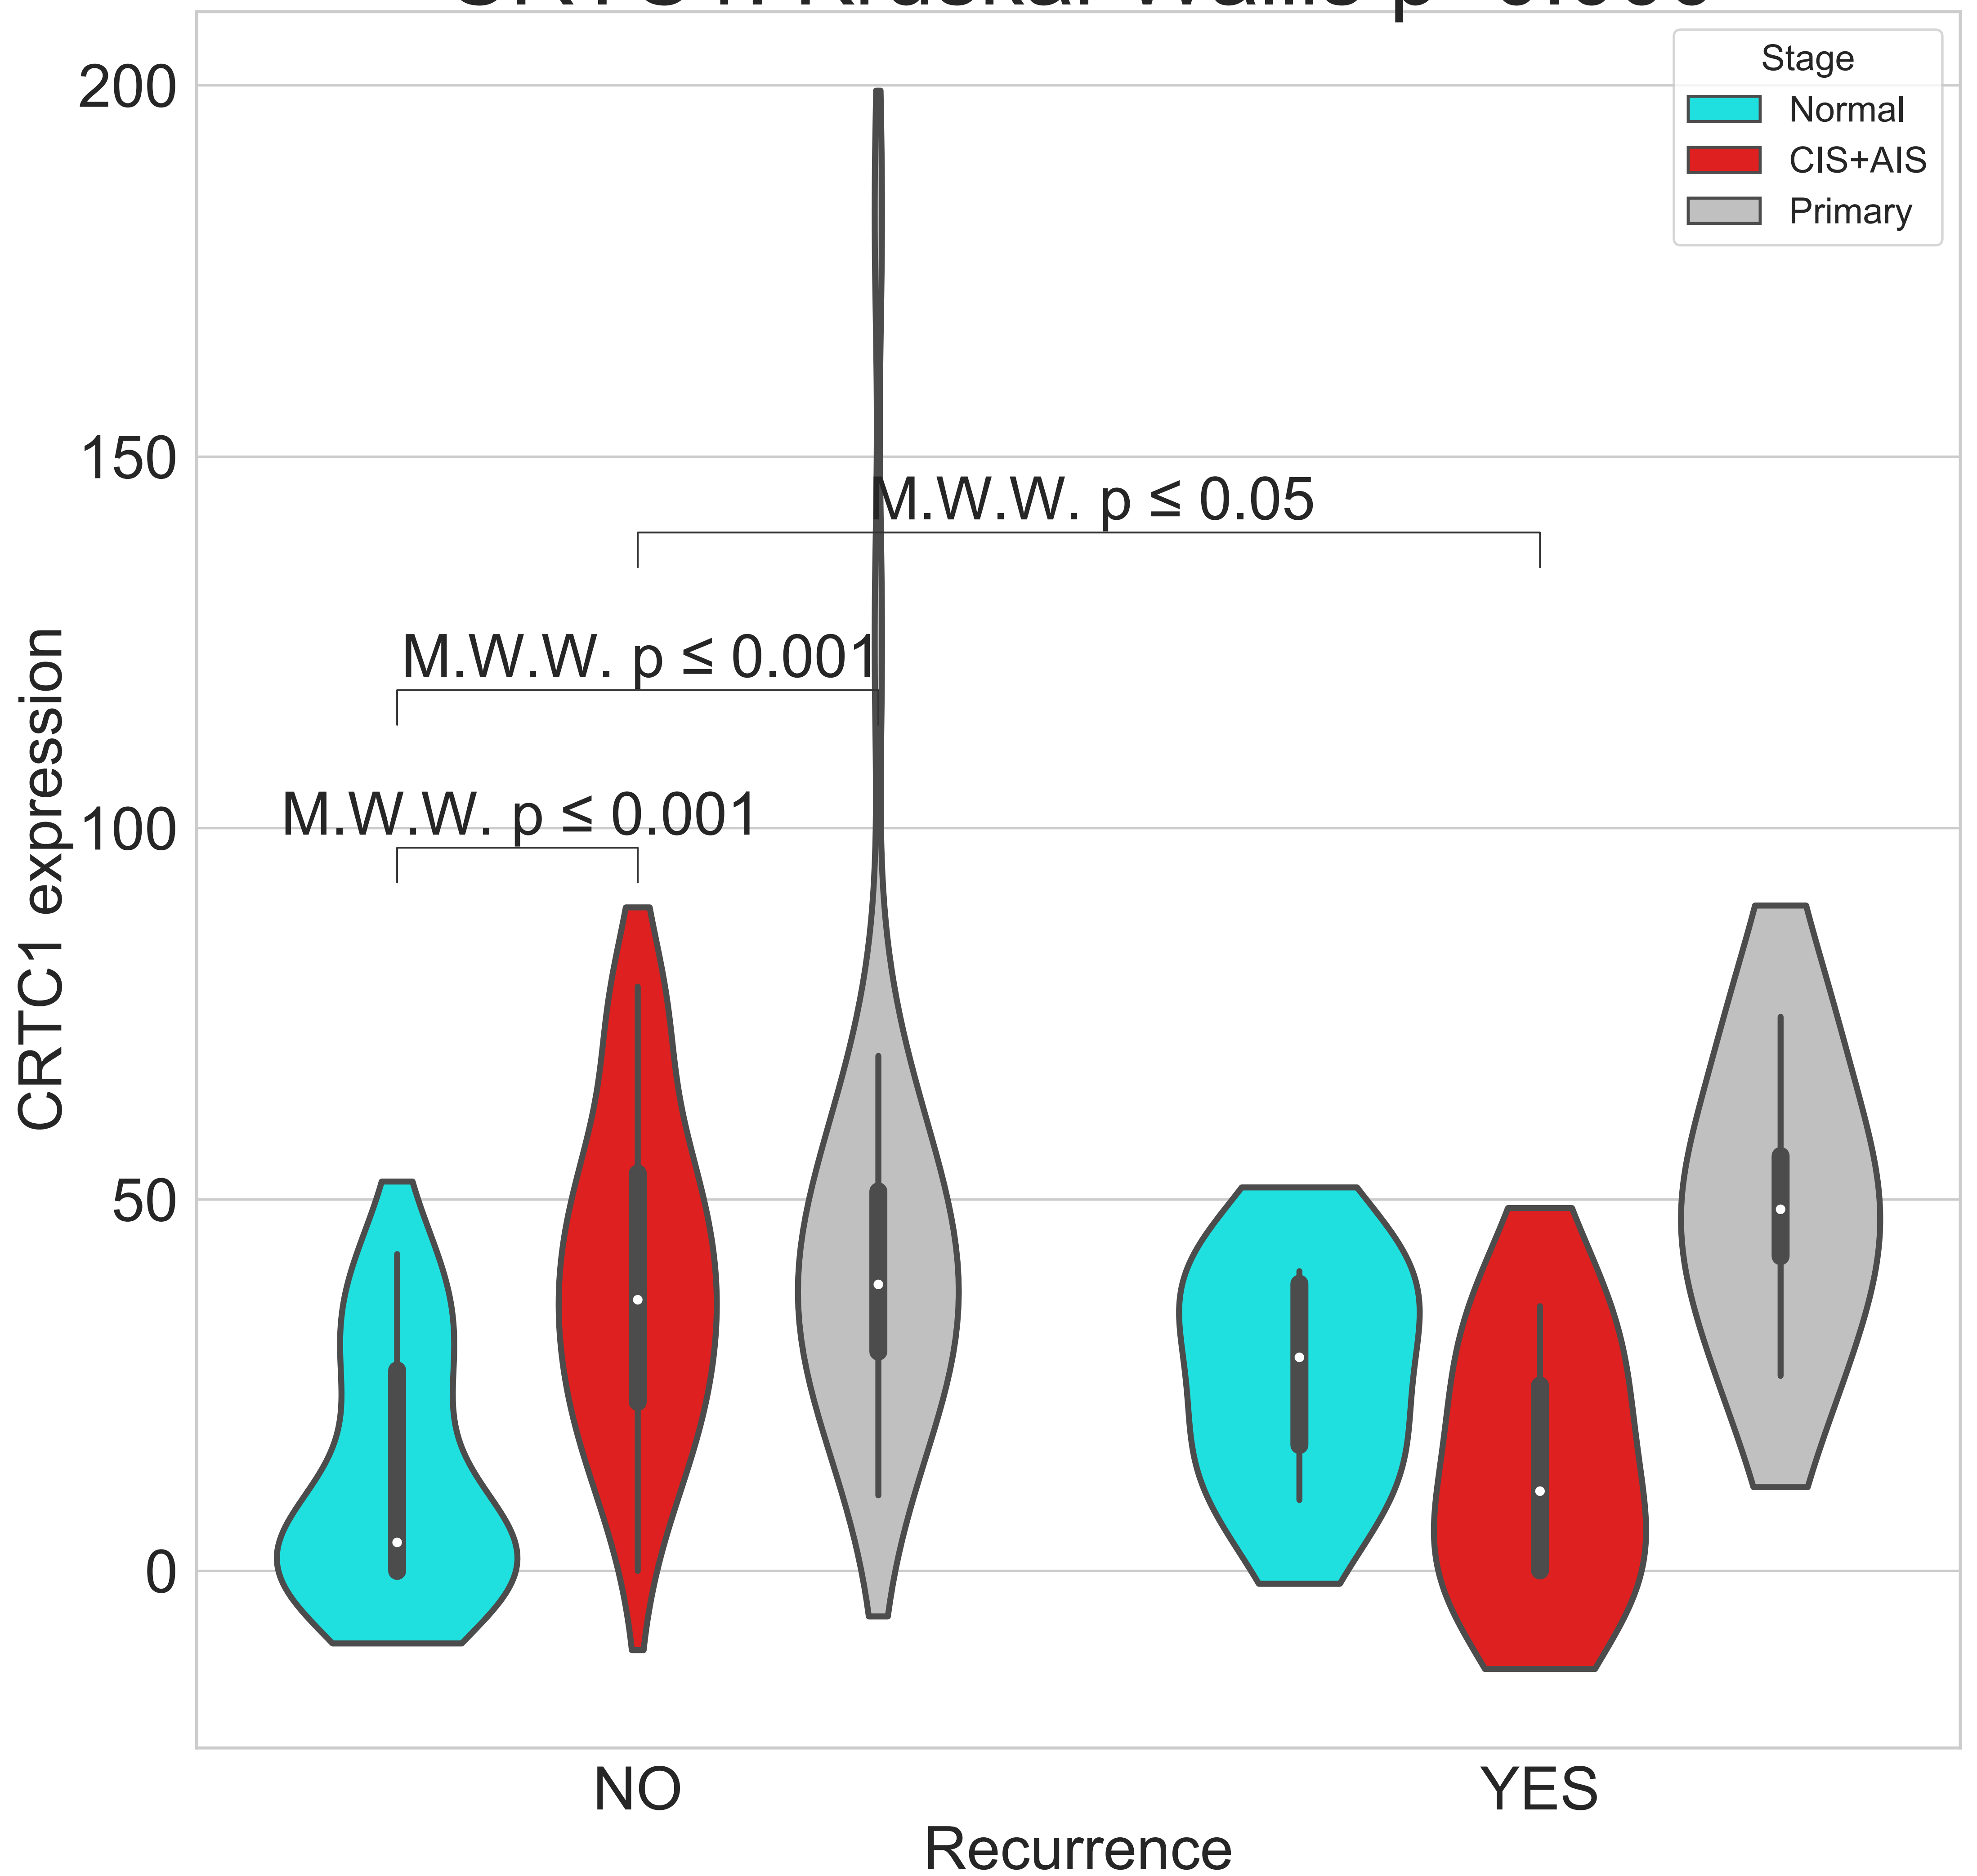 Stage
Normal
CIS+AIS
Primary
200
150
100
50
0
CRTC1 expression
M.W.W. p ≤ 0.05
M.W.W. p ≤ 0.001
M.W.W. p ≤ 0.001
NO
YES
Recurrence